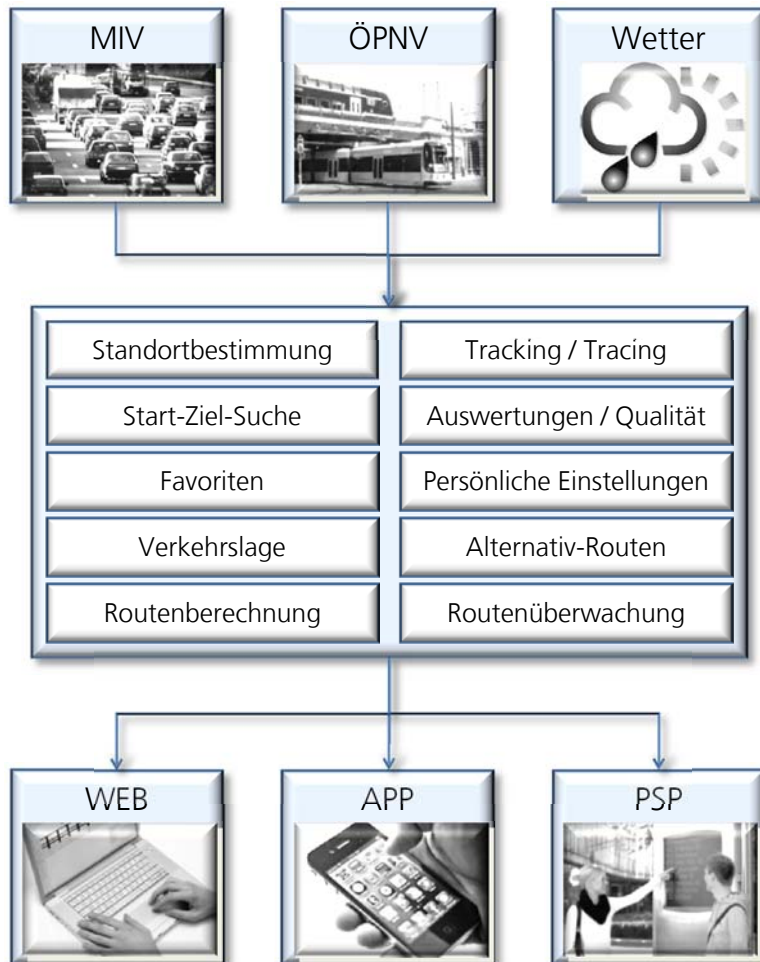 MIV
ÖPNV
Wetter
Standortbestimmung
Tracking / Tracing
Start-Ziel-Suche
Auswertungen / Qualität
Favoriten
Persönliche Einstellungen
Verkehrslage
Alternativ-Routen
Routenberechnung
Routenüberwachung
WEB
APP
PSP